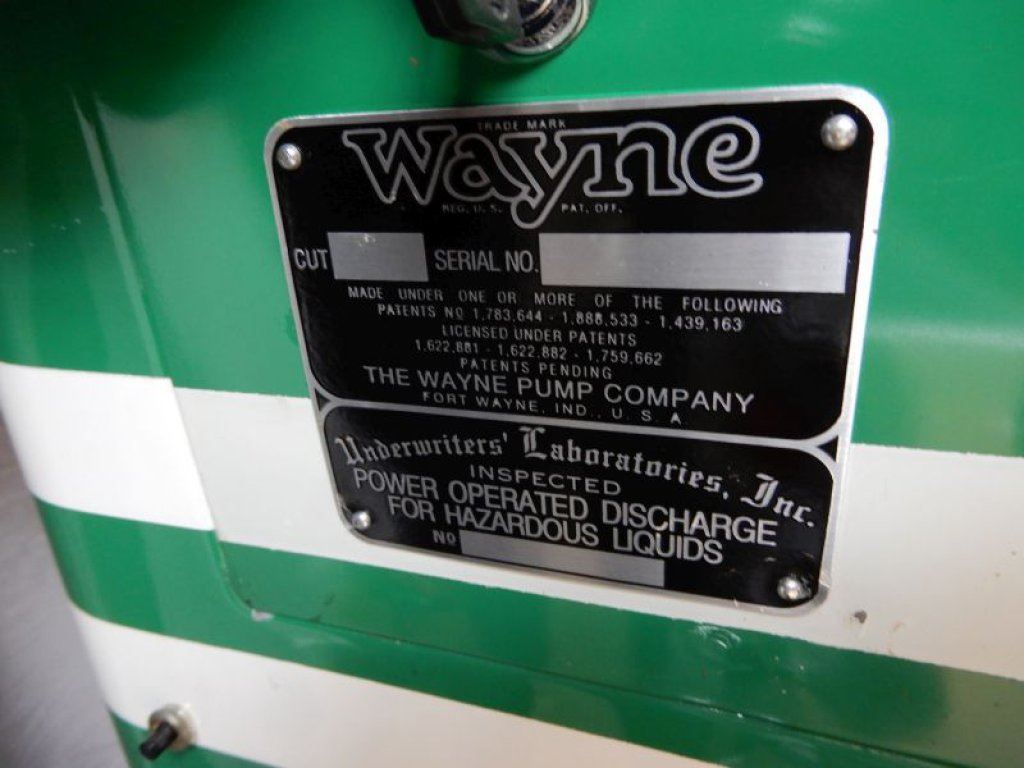 TRADE MARK
Wayne
REG. U. S. PAT. OFF.
CUT SERIAL NO.
MADE UNDER ONE OR MORE OF THE FOLLOWING
PATENTS NO 1,783,644 - 1,888,533 - 1,439,163
LICENSED UNDER PATENTS
1,622,881 - 1,622,882 - 1,759,662
PATENTS PENDING
THE WAYNE PUMP COMPANY
FORT WAYNE, IND., U. S. A
Underwriters' Laboratories, Inc.
INSPECTED
POWER OPERATED DISCHARGE
FOR HAZARDOUS LIQUIDS
NO